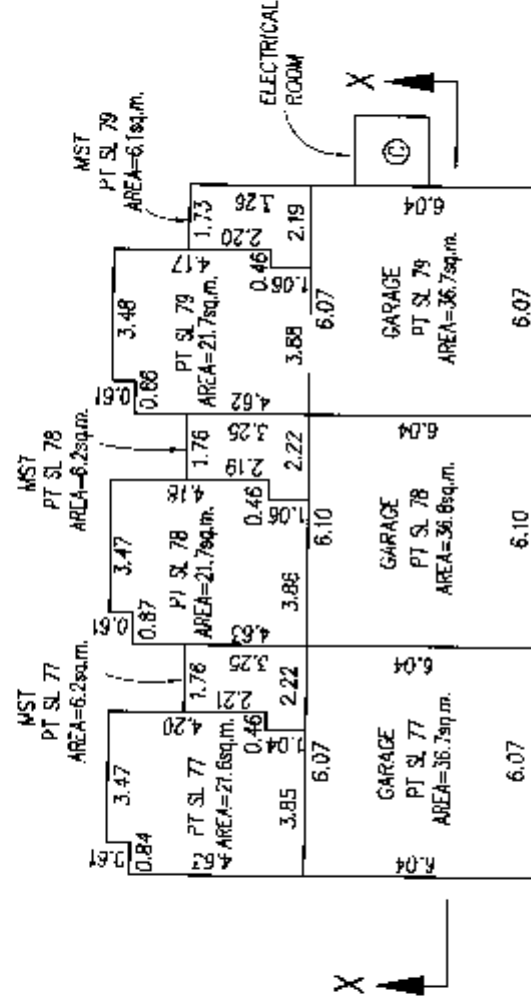 MST
PT SL 77
AREA=6.2sq.m.
MST
PT SL 78
AREA=6.2sq.m.
MST
PT SL 79
AREA=6.1sq.m.
ELECTRICAL
ROOM
3.47
0.61
0.84
4.20
PT SL 77
AREA=21.6sq.m.
4.63
1.76
3.25
2.21
0.46
1.04
2.22
3.85
3.47
0.61
0.87
4.18
PT SL 78
AREA=21.7sq.m.
4.63
1.76
3.25
2.19
0.46
1.06
2.22
3.86
3.48
0.61
0.86
4.17
PT SL 79
AREA=21.7sq.m.
4.62
1.73
3.26
2.20
0.46
1.06
2.19
3.88
X
X
C
6.07
6.04
GARAGE
PT SL 77
AREA=36.7sq.m.
6.07
6.10
6.04
GARAGE
PT SL 78
AREA=36.8sq.m.
6.10
6.07
6.04
GARAGE
PT SL 79
AREA=36.7sq.m.
6.04
6.07